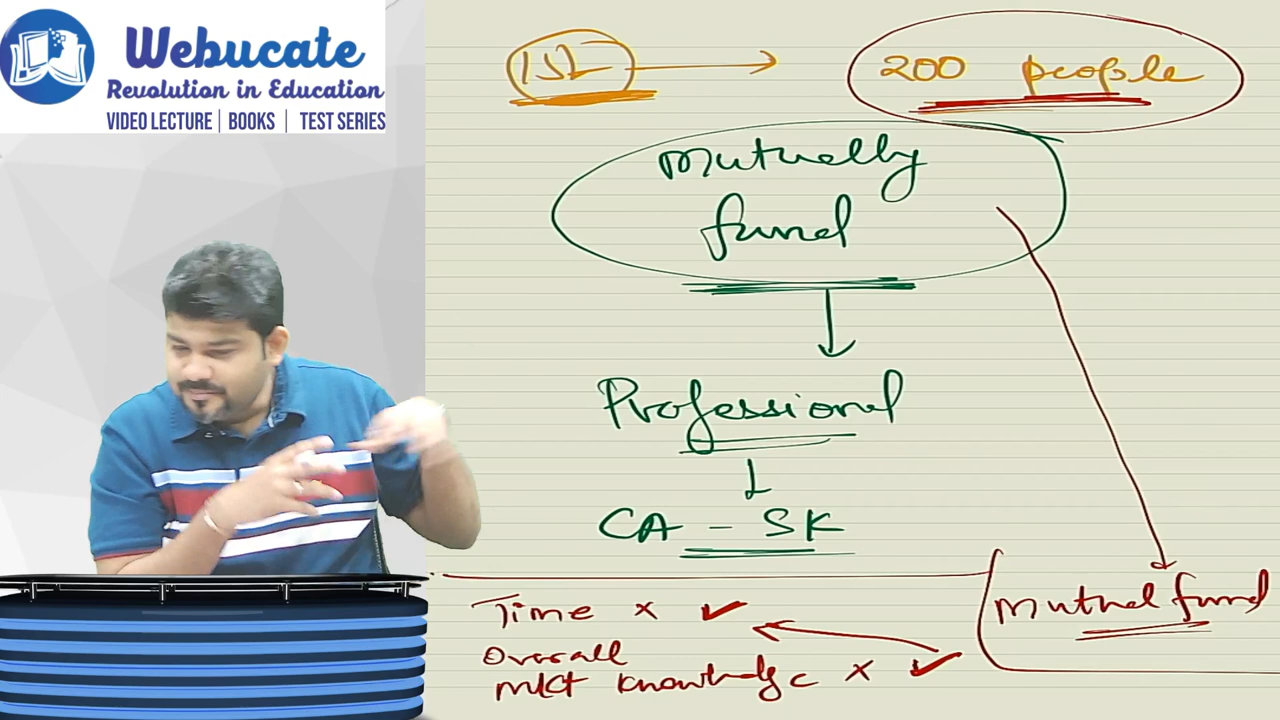 Webucate
Revolution in Education
VIDEO LECTURE | BOOKS | TEST SERIES
200 people
Mutually
fund
Professional
CA - SK
Time x ✓
Overall
Mkt knowledge x ✓
Mutual fund